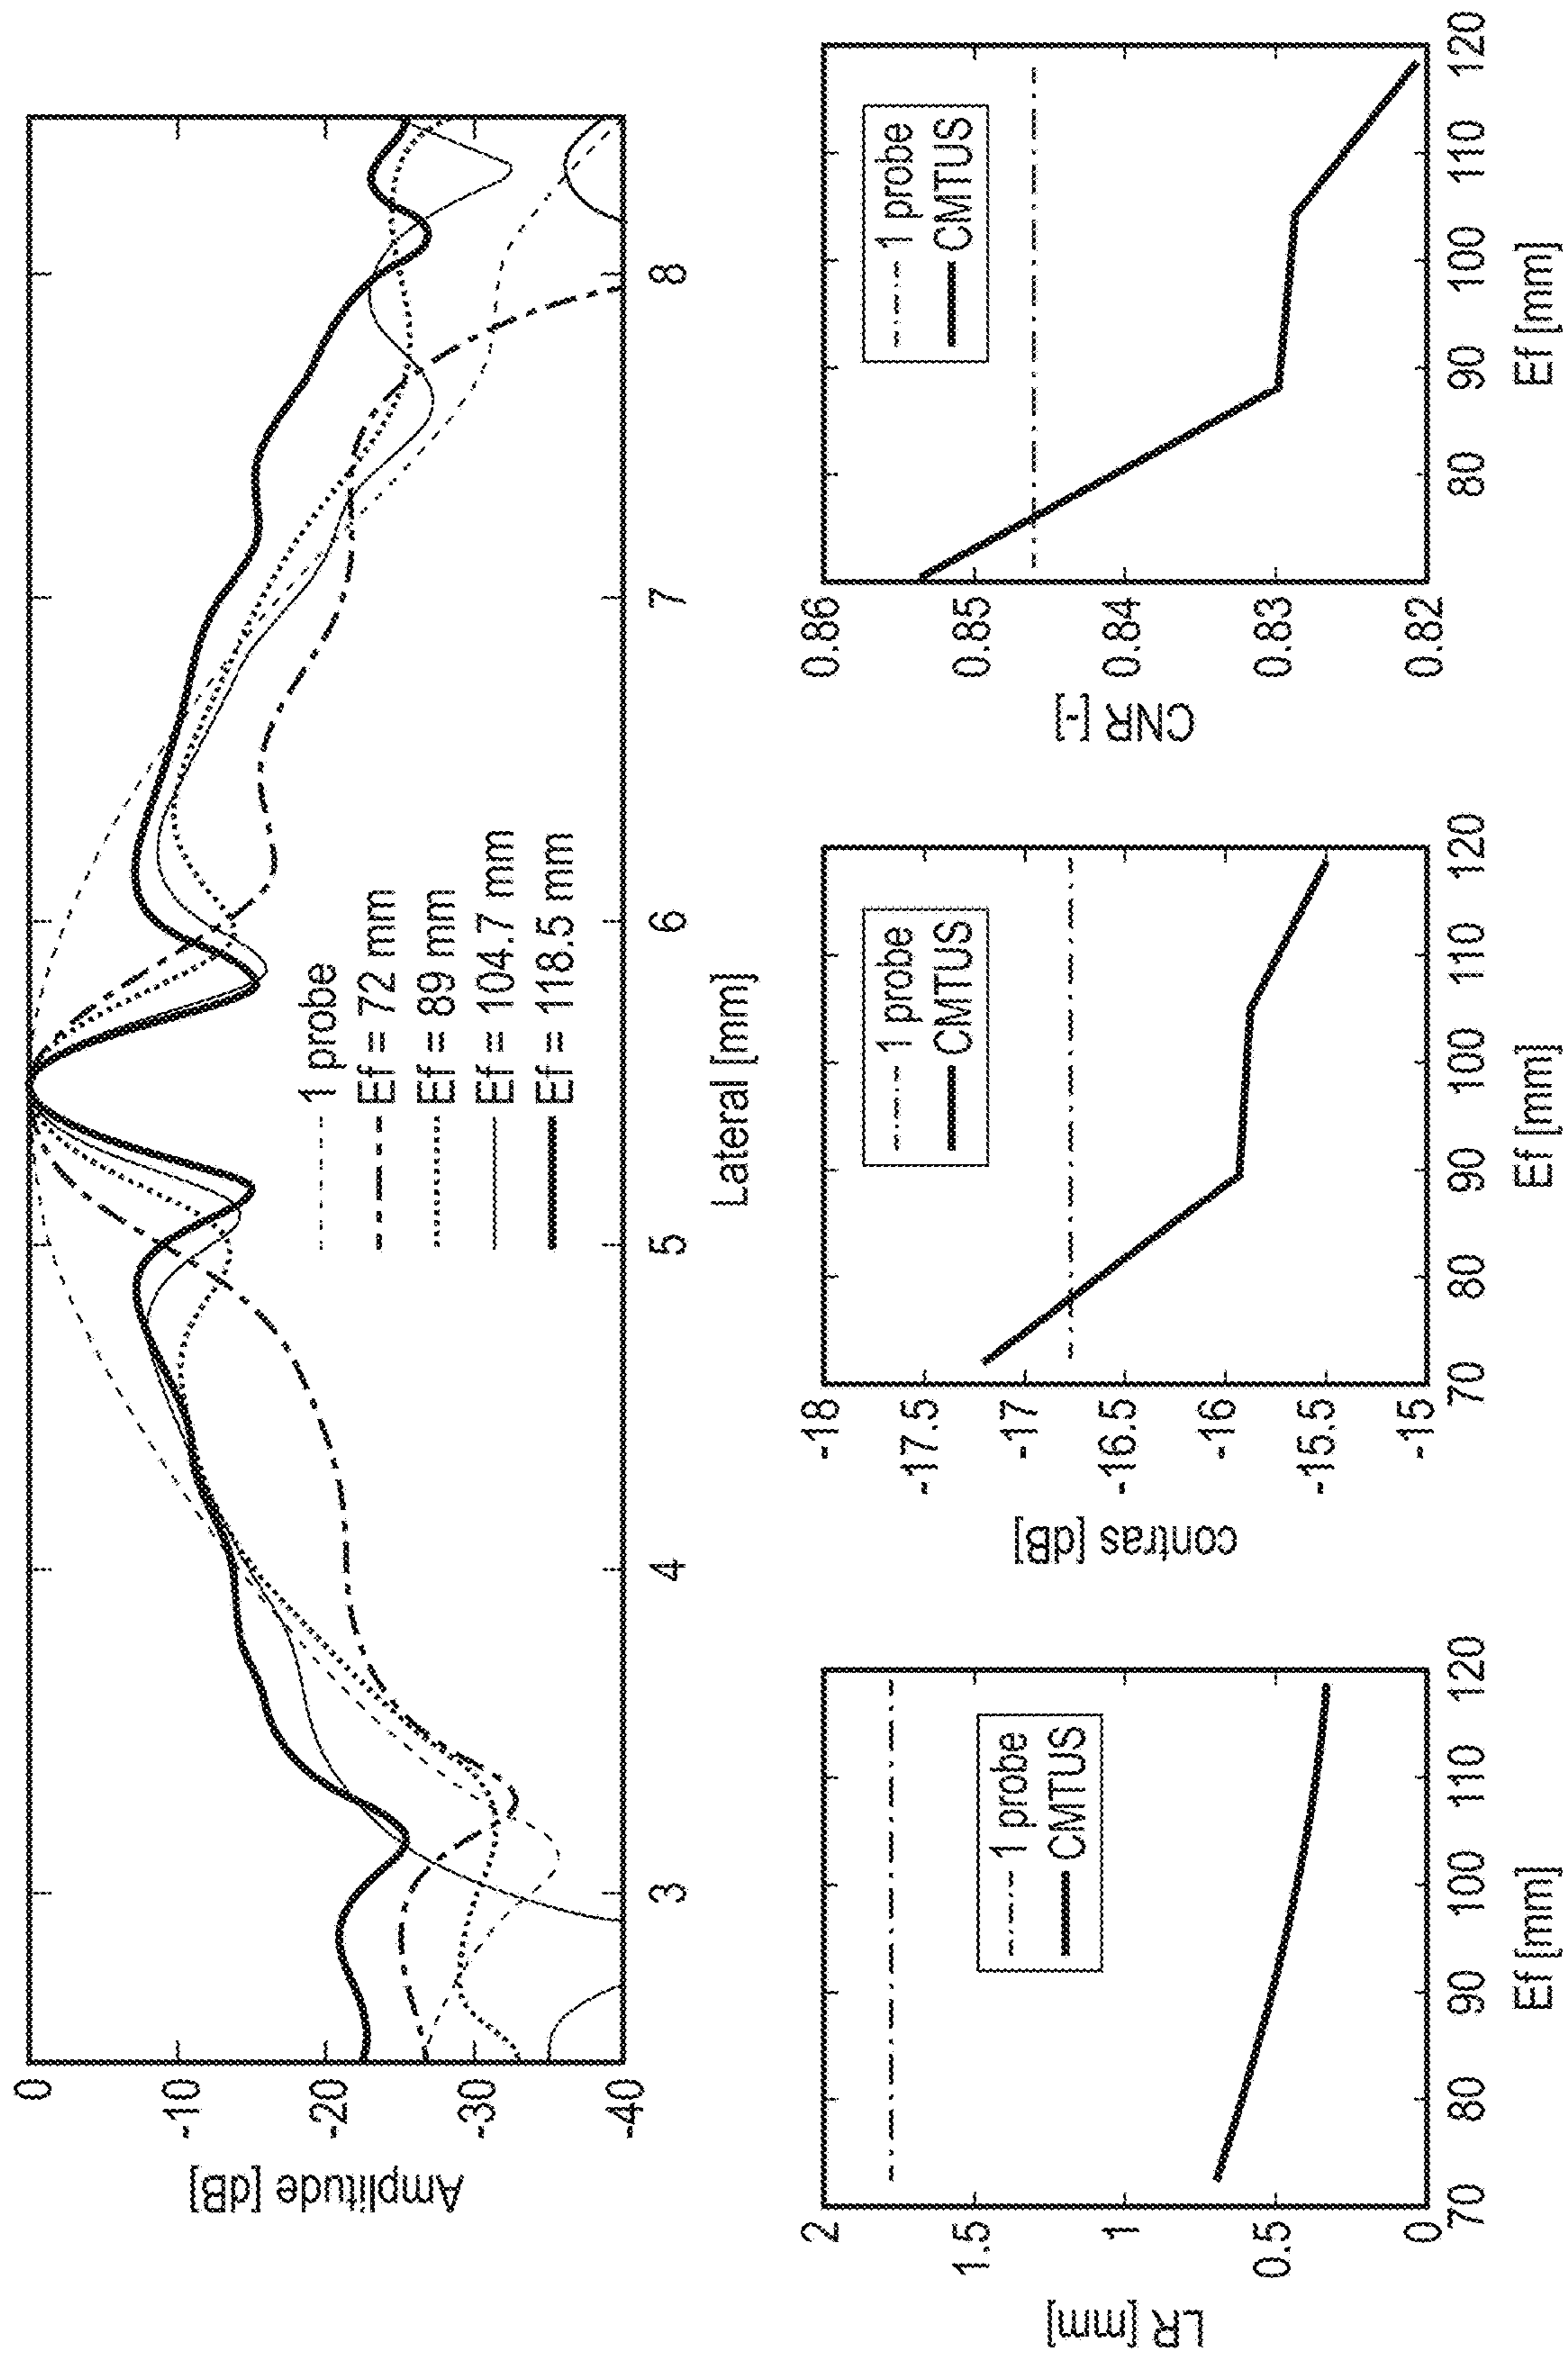 Amplitude [dB]
0
-10
-20
-30
-40
3
4
5
6
7
8
Lateral [mm]
1 probe
Ef = 72 mm
Ef = 89 mm
Ef = 104.7 mm
Ef = 118.5 mm
LR [mm]
2
1.5
1
0.5
0
70
80
90
100
110
120
Ef [mm]
1 probe
CMTUS
contras [dB]
-18
-17.5
-17
-16.5
-16
-15.5
-15
70
80
90
100
110
120
Ef [mm]
1 probe
CMTUS
CNR [-]
0.86
0.85
0.84
0.83
0.82
80
90
100
110
120
Ef [mm]
1 probe
CMTUS